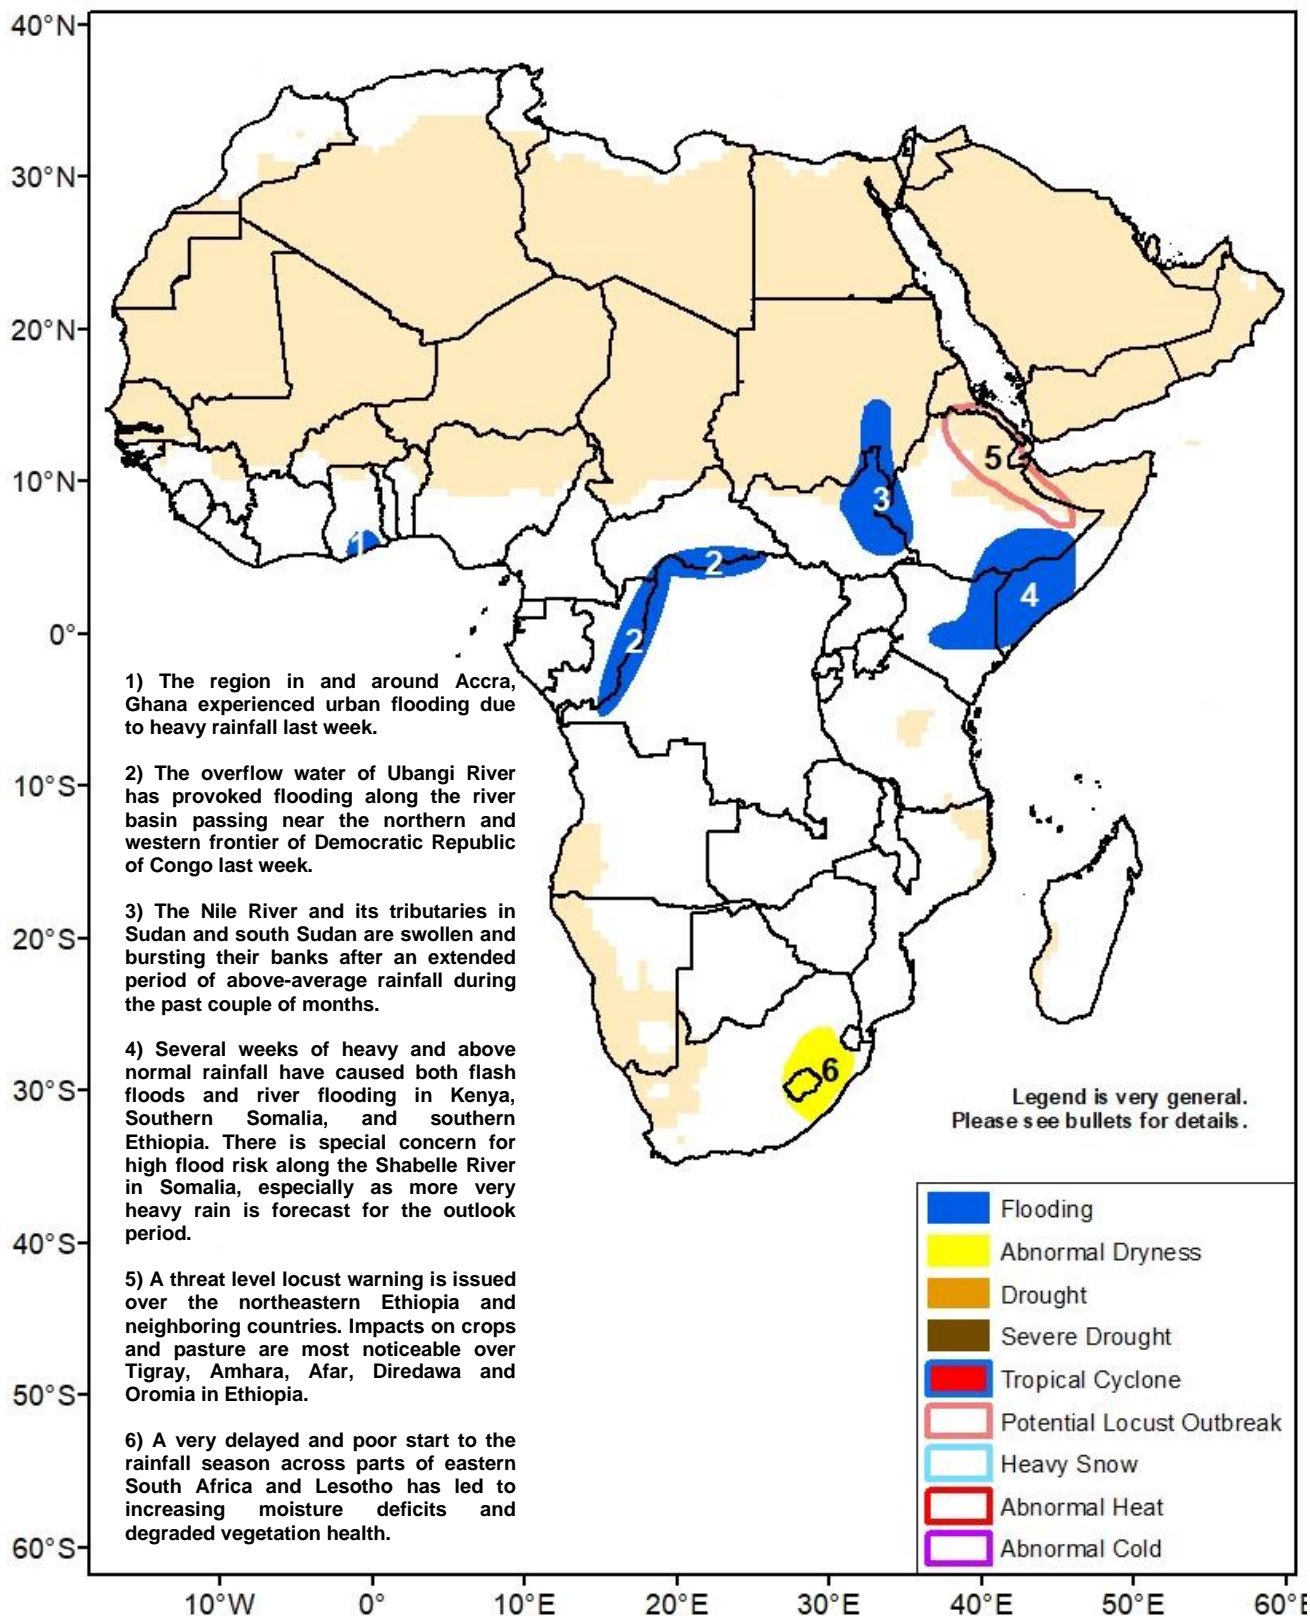 40°N
30°N
20°N
10°N
0°
10°S
20°S
30°S
40°S
50°S
60°S
1
2
2
3
4
5
6
1) The region in and around Accra,
Ghana experienced urban flooding due
to heavy rainfall last week.
2) The overflow water of Ubangi River
has provoked flooding along the river
basin passing near the northern and
western frontier of Democratic Republic
of Congo last week.
3) The Nile River and its tributaries in
Sudan and south Sudan are swollen and
bursting their banks after an extended
period of above-average rainfall during
the past couple of months.
4) Several weeks of heavy and above
normal rainfall have caused both flash
floods and river flooding in Kenya,
Southern Somalia, and southern
Ethiopia. There is special concern for
high flood risk along the Shabelle River
in Somalia, especially as more very
heavy rain is forecast for the outlook
period.
5) A threat level locust warning is issued
over the northeastern Ethiopia and
neighboring countries. Impacts on crops
and pasture are most noticeable over
Tigray, Amhara, Afar, Diredawa and
Oromia in Ethiopia.
6) A very delayed and poor start to the
rainfall season across parts of eastern
South Africa and Lesotho has led to
increasing moisture deficits and
degraded vegetation health.
Legend is very general.
Please see bullets for details.
Flooding
Abnormal Dryness
Drought
Severe Drought
Tropical Cyclone
Potential Locust Outbreak
Heavy Snow
Abnormal Heat
Abnormal Cold
10°W 0° 10°E 20°E 30°E 40°E 50°E 60°E